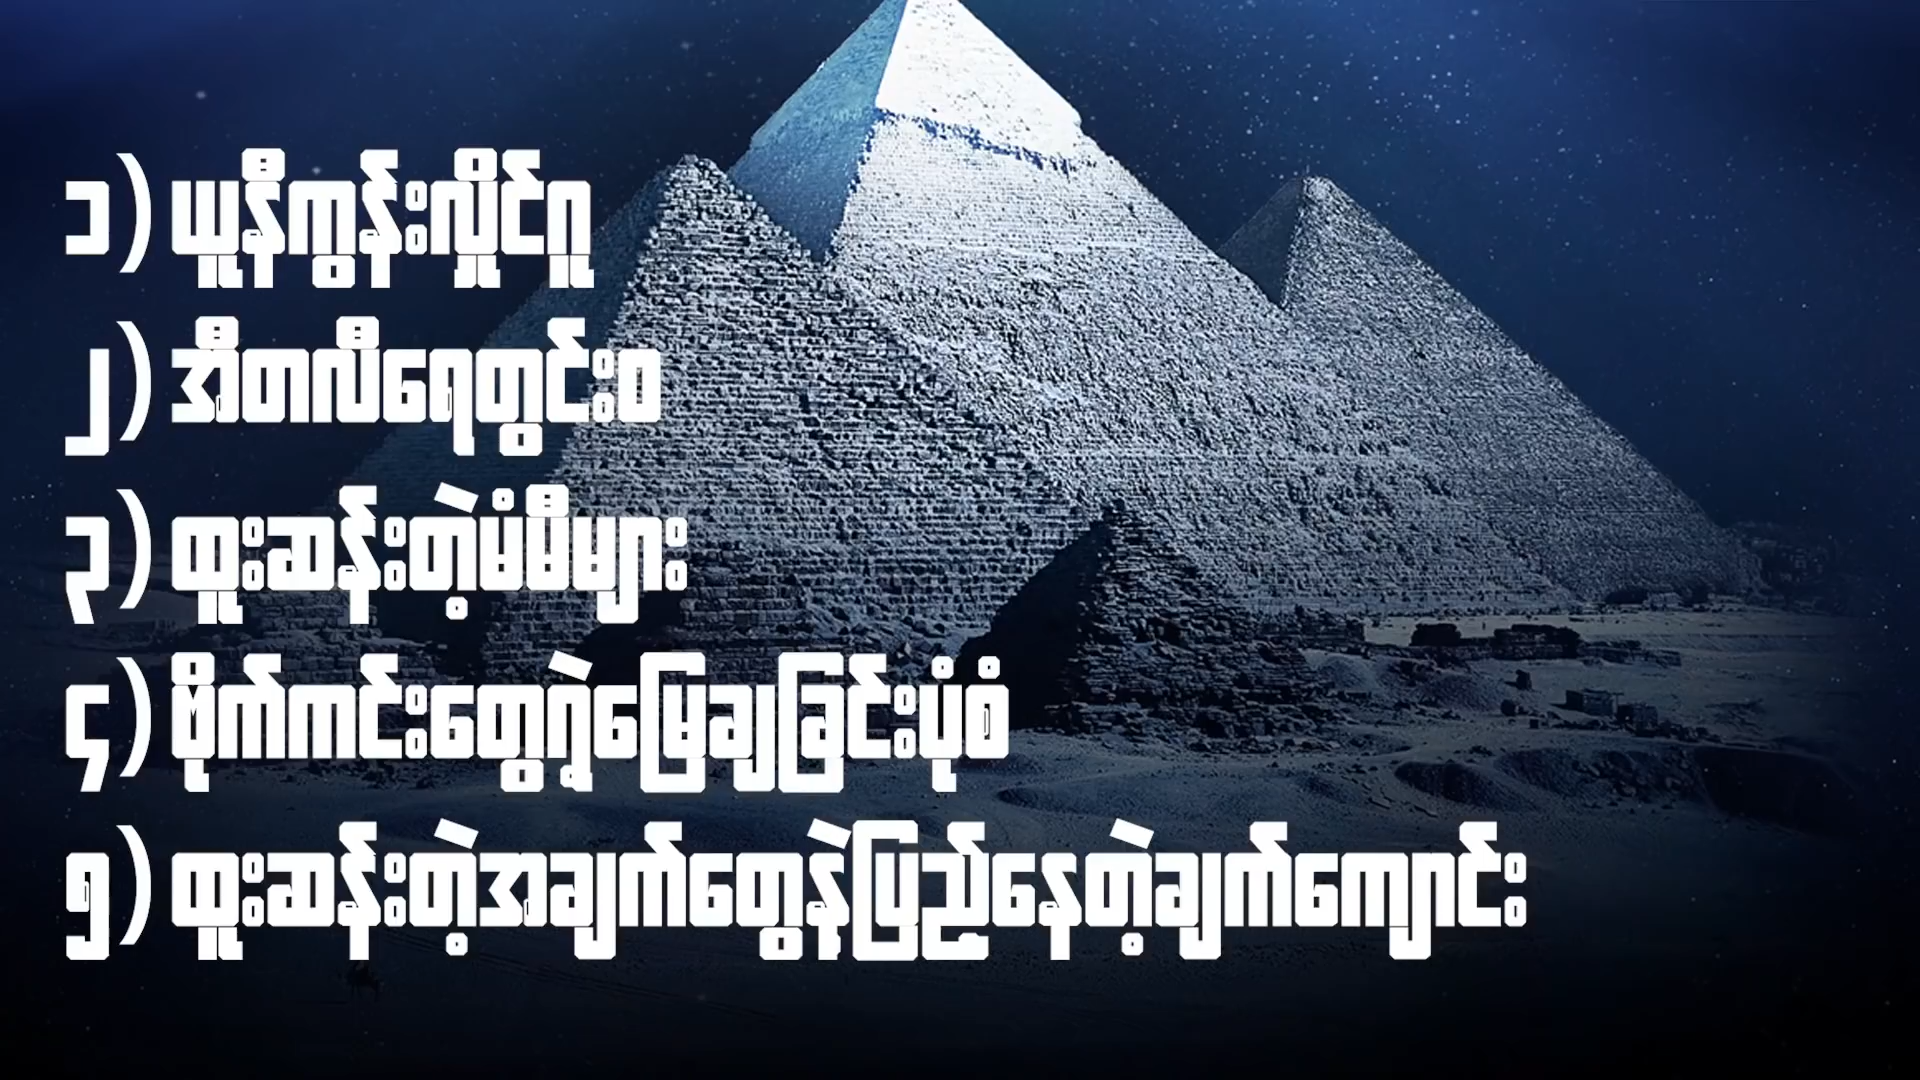 ၁) ယူနီကွန်းလှိုင်ဂူ
၂) အီတလီရေတွင်းဝ
၃) ထူးဆန်းတဲ့မံမီများ
၄) ဗိုက်ကင်းတွေရဲ့မြေချခြင်းပုံစံ
၅) ထူးဆန်းတဲ့အချက်တွေနဲ့ပြည့်နေတဲ့ချက်ကျောင်း